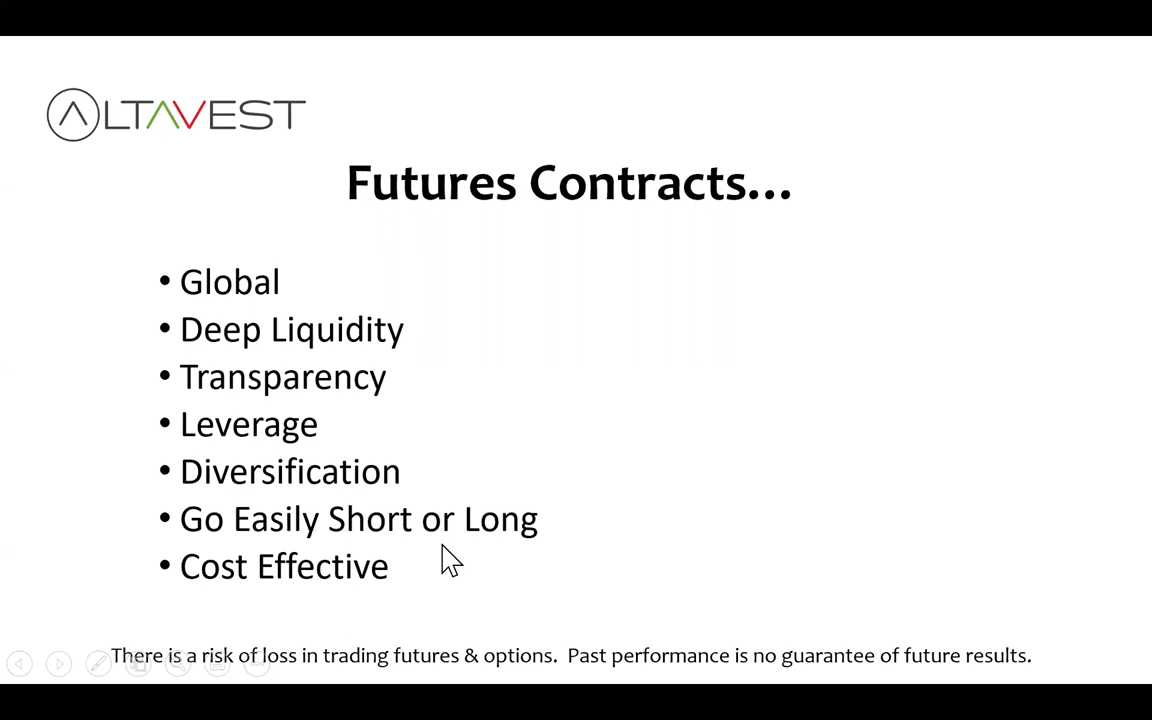 ALTAVEST
Futures Contracts...
• Global
• Deep Liquidity
• Transparency
• Leverage
• Diversification
• Go Easily Short or Long
• Cost Effective
There is a risk of loss in trading futures & options.  Past performance is no guarantee of future results.